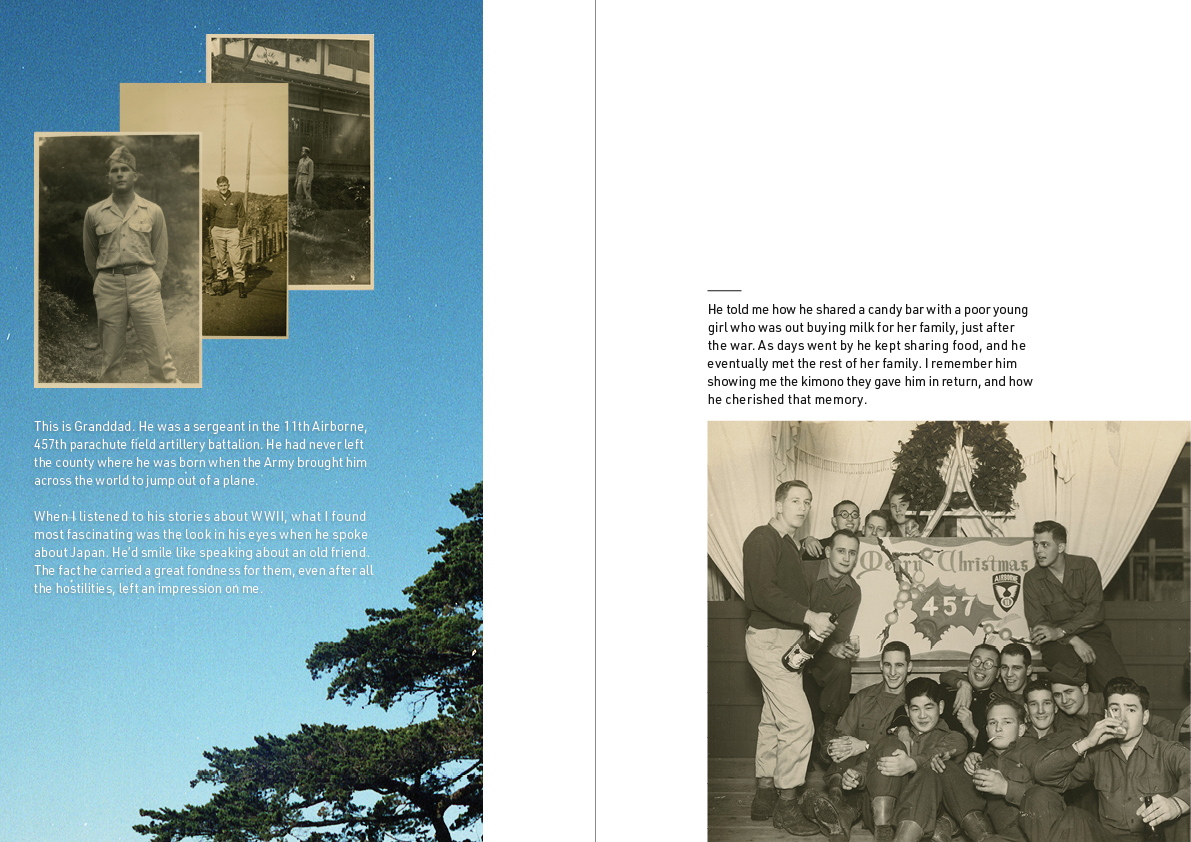 This is Granddad. He was a sergeant in the 11th Airborne,
457th parachute field artillery battalion. He had never left
the county where he was born when the Army brought him
across the world to jump out of a plane.
When I listened to his stories about WWII, what I found
most fascinating was the look in his eyes when he spoke
about Japan. He'd smile like speaking about an old friend.
The fact he carried a great fondness for them, even after all
the hostilities, left an impression on me.
He told me how he shared a candy bar with a poor young
girl who was out buying milk for her family, just after
the war. As days went by he kept sharing food, and he
eventually met the rest of her family. I remember him
showing me the kimono they gave him in return, and how
he cherished that memory.
Merry Christmas
AIRBORNE
457